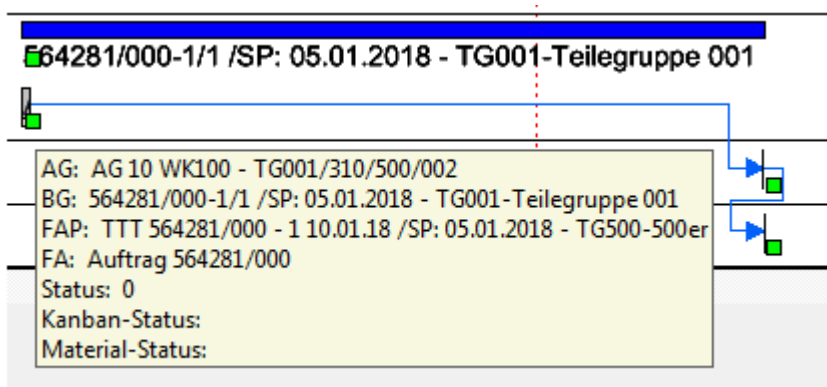 564281/000-1/1 /SP: 05.01.2018 - TG001-Teilegruppe 001
AG: AG 10 WK100 - TG001/310/500/002
BG: 564281/000-1/1 /SP: 05.01.2018 - TG001-Teilegruppe 001
FAP: TTT 564281/000 - 1 10.01.18 /SP: 05.01.2018 - TG500-500er
FA: Auftrag 564281/000
Status: 0
Kanban-Status:
Material-Status: